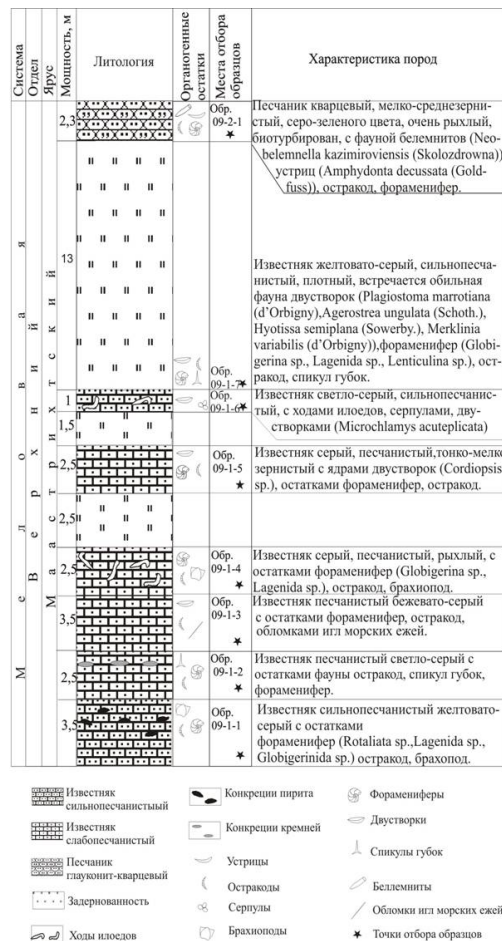 Система
Отдел
Ярус
Мощность, м
Литология
Органогенные
остатки
Места отбора
образцов
Характеристика пород
Меловая
Верхний
Маастрихтский
2,3
Обр.
09-2-1
Песчаник кварцевый, мелко-среднезерни-
стый, серо-зеленого цвета, очень рыхлый,
биотурбирован, с фауной белемнитов (Neo-
belemnella kazimiroviensis (Skolozdrowna))
устриц (Amphydonta decussata (Gold-
fuss)), остракод, фораменифер.
13
Обр.
09-1-7
Известняк желтовато-серый, сильнопесча-
нистый, плотный, встречается обильная
фауна двустворок (Plagiostoma marrotiana
(d'Orbigny),Agerostrea ungulata (Schoth.),
Hyotissa semiplana (Sowerby.), Merklinia
variabilis (d'Orbigny)),фораменифер (Globi-
gerina sp., Lagenida sp., Lenticulina sp.), ост-
ракод, спикул губок.
1
Обр.
09-1-6
Известняк светло-серый, сильнопесчанис-
тый, с ходами илоедов, серпулами, дву-
створками (Microchlamys acuteplicata)
1,5
2,5
Обр.
09-1-5
Известняк серый, песчанистый,тонко-мелко
зернистый с ядрами двустворок (Cordiopsis
sp.), остатками фораменифер, остракод.
2,5
2,5
Обр.
09-1-4
Известняк серый, песчанистый, рыхлый, с
остатками фораменифер (Globigerina sp.,
Lagenida sp.), остракод, брахиопод.
3,5
Обр.
09-1-3
Известняк песчанистый бежевато-серый
с остатками фораменифер, остракод,
обломками игл морских ежей.
2,5
Обр.
09-1-2
Известняк песчанистый светло-серый с
остатками фауны остракод, спикул губок,
фораменифер.
3,5
Обр.
09-1-1
Известняк сильнопесчанистый желтовато-
серый с остатками
фораменифер (Rotaliata sp.,Lagenida sp.,
Globigerinida sp.) остракод, брахопод.
Известняк
сильнопесчанистыый
Известняк
слабопесчанистый
Песчаник
глауконит-кварцевый
Задернованность
Ходы илоедов
Конкреции пирита
Конкреции кремней
Устрицы
Остракоды
Серпулы
Брахиоподы
Фораменифeры
Двустворки
Спикулы губок
Беллемниты
Обломки игл морских ежей
Точки отбора образцов